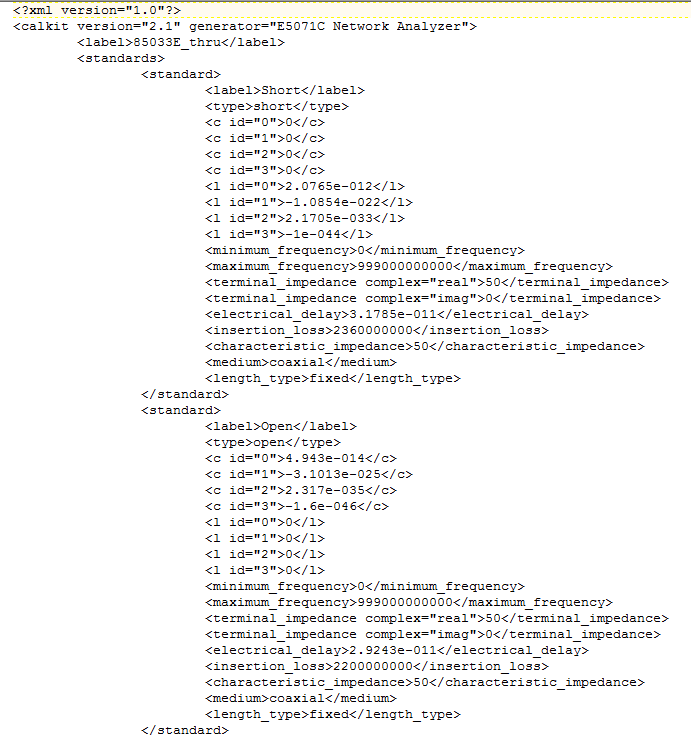 <?xml version="1.0"?>
<calkit version="2.1" generator="E5071C Network Analyzer">
<label>85033E_thru</label>
<standards>
<standard>
<label>Short</label>
<type>short</type>
<c id="0">0</c>
<c id="1">0</c>
<c id="2">0</c>
<c id="3">0</c>
<l id="0">2.0765e-012</l>
<l id="1">-1.0854e-022</l>
<l id="2">2.1705e-033</l>
<l id="3">-1e-044</l>
<minimum_frequency>0</minimum_frequency>
<maximum_frequency>999000000000</maximum_frequency>
<terminal_impedance complex="real">50</terminal_impedance>
<terminal_impedance complex="imag">0</terminal_impedance>
<electrical_delay>3.1785e-011</electrical_delay>
<insertion_loss>2360000000</insertion_loss>
<characteristic_impedance>50</characteristic_impedance>
<medium>coaxial</medium>
<length_type>fixed</length_type>
</standard>
<standard>
<label>Open</label>
<type>open</type>
<c id="0">4.943e-014</c>
<c id="1">-3.1013e-025</c>
<c id="2">2.317e-035</c>
<c id="3">-1.6e-046</c>
<l id="0">0</l>
<l id="1">0</l>
<l id="2">0</l>
<l id="3">0</l>
<minimum_frequency>0</minimum_frequency>
<maximum_frequency>999000000000</maximum_frequency>
<terminal_impedance complex="real">50</terminal_impedance>
<terminal_impedance complex="imag">0</terminal_impedance>
<electrical_delay>2.9243e-011</electrical_delay>
<insertion_loss>2200000000</insertion_loss>
<characteristic_impedance>50</characteristic_impedance>
<medium>coaxial</medium>
<length_type>fixed</length_type>
</standard>